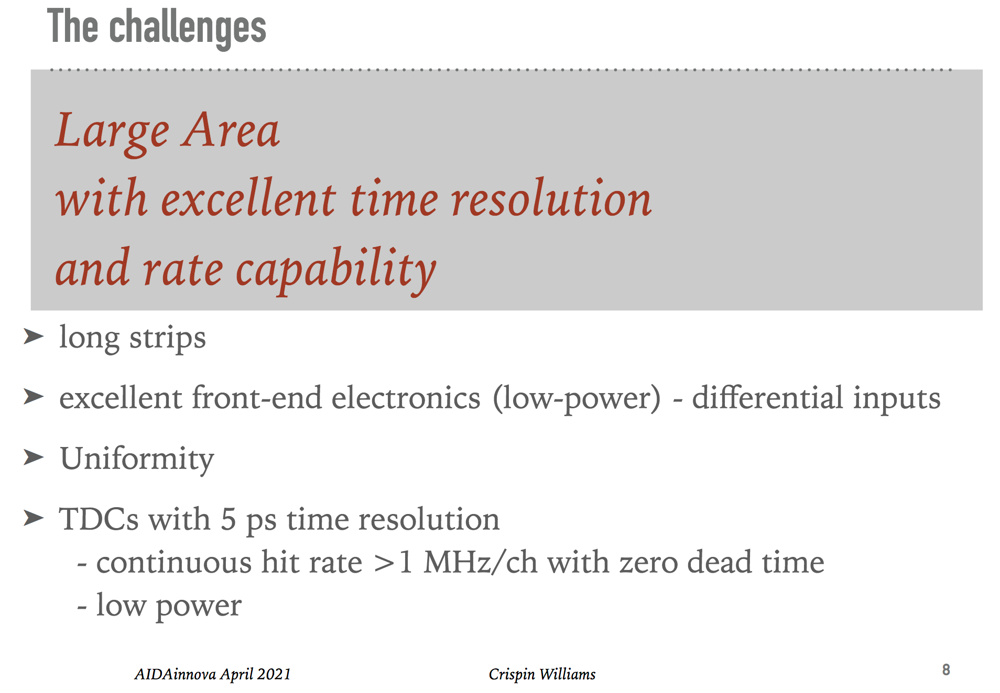 The challenges
Large Area
with excellent time resolution
and rate capability
➤ long strips
➤ excellent front-end electronics (low-power) - differential inputs
➤ Uniformity
➤ TDCs with 5 ps time resolution
- continuous hit rate >1 MHz/ch with zero dead time
- low power
AIDAinnova April 2021
Crispin Williams
8